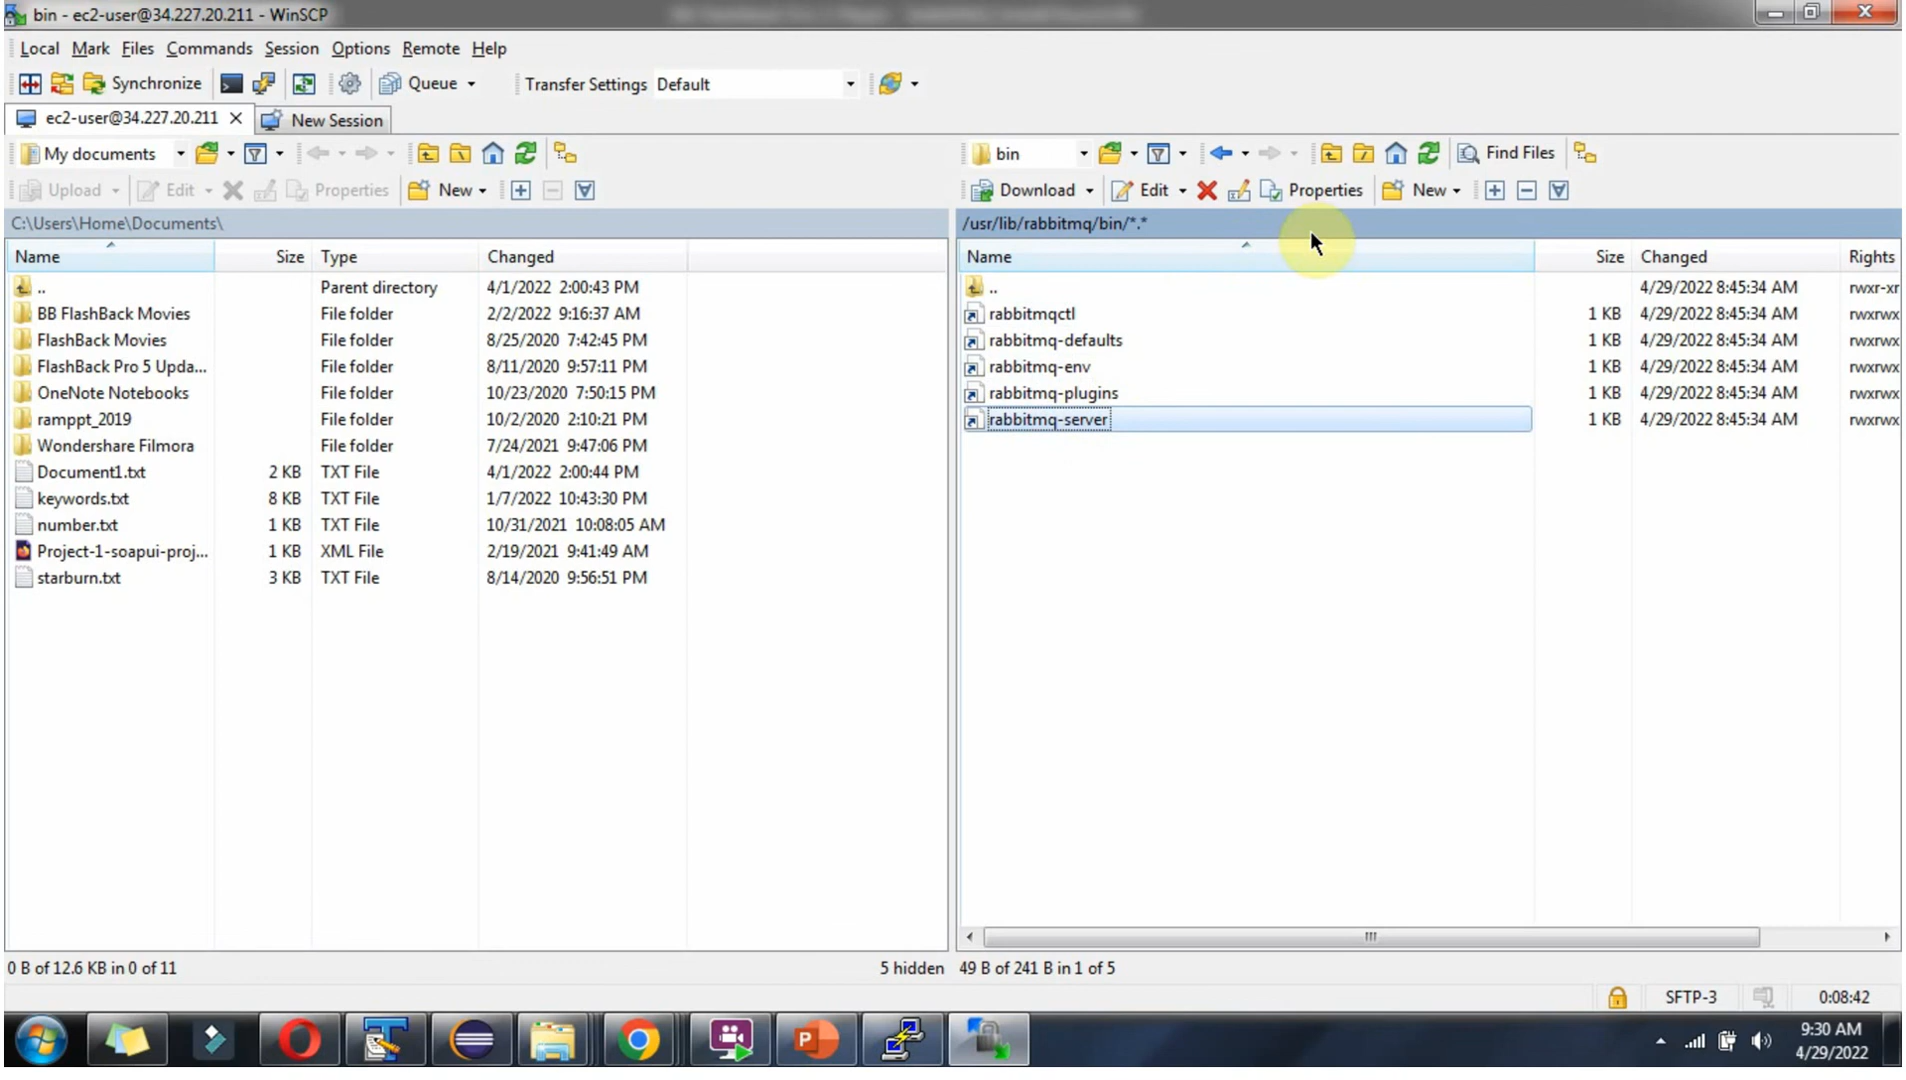 bin - ec2-user@34.227.20.211 - WinSCP
Local Mark Files Commands Session Options Remote Help
Synchronize Queue Transfer Settings Default
ec2-user@34.227.20.211 New Session
My documents bin Find Files
Upload Edit Properties New Download Edit Properties New
C:\Users\Home\Documents\ /usr/lib/rabbitmq/bin/*.*
Name Size Type Changed Name Size Changed Rights
.. Parent directory 4/1/2022 2:00:43 PM .. 4/29/2022 8:45:34 AM rwxr-xr
BB FlashBack Movies File folder 2/2/2022 9:16:37 AM rabbitmqctl 1 KB 4/29/2022 8:45:34 AM rwxrwx
FlashBack Movies File folder 8/25/2020 7:42:45 PM rabbitmq-defaults 1 KB 4/29/2022 8:45:34 AM rwxrwx
FlashBack Pro 5 Upda... File folder 8/11/2020 9:57:11 PM rabbitmq-env 1 KB 4/29/2022 8:45:34 AM rwxrwx
OneNote Notebooks File folder 10/23/2020 7:50:15 PM rabbitmq-plugins 1 KB 4/29/2022 8:45:34 AM rwxrwx
ramppt_2019 File folder 10/2/2020 2:10:21 PM rabbitmq-server 1 KB 4/29/2022 8:45:34 AM rwxrwx
Wondershare Filmora File folder 7/24/2021 9:47:06 PM
Document1.txt 2 KB TXT File 4/1/2022 2:00:44 PM
keywords.txt 8 KB TXT File 1/7/2022 10:43:30 PM
number.txt 1 KB TXT File 10/31/2021 10:08:05 AM
Project-1-soapui-proj... 1 KB XML File 2/19/2021 9:41:49 AM
starburn.txt 3 KB TXT File 8/14/2020 9:56:51 PM
0 B of 12.6 KB in 0 of 11 5 hidden 49 B of 241 B in 1 of 5
SFTP-3 0:08:42
9:30 AM
4/29/2022